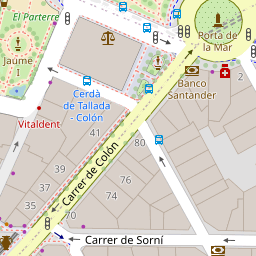 El Parterre
Jaume
I
Porta de
la Mar
Cerdà
de Tallada
- Colón
Banco
Santander
Vitaldent
41
80
39
37
35
76
74
70
Carrer de Colón
Carrer de Sorní